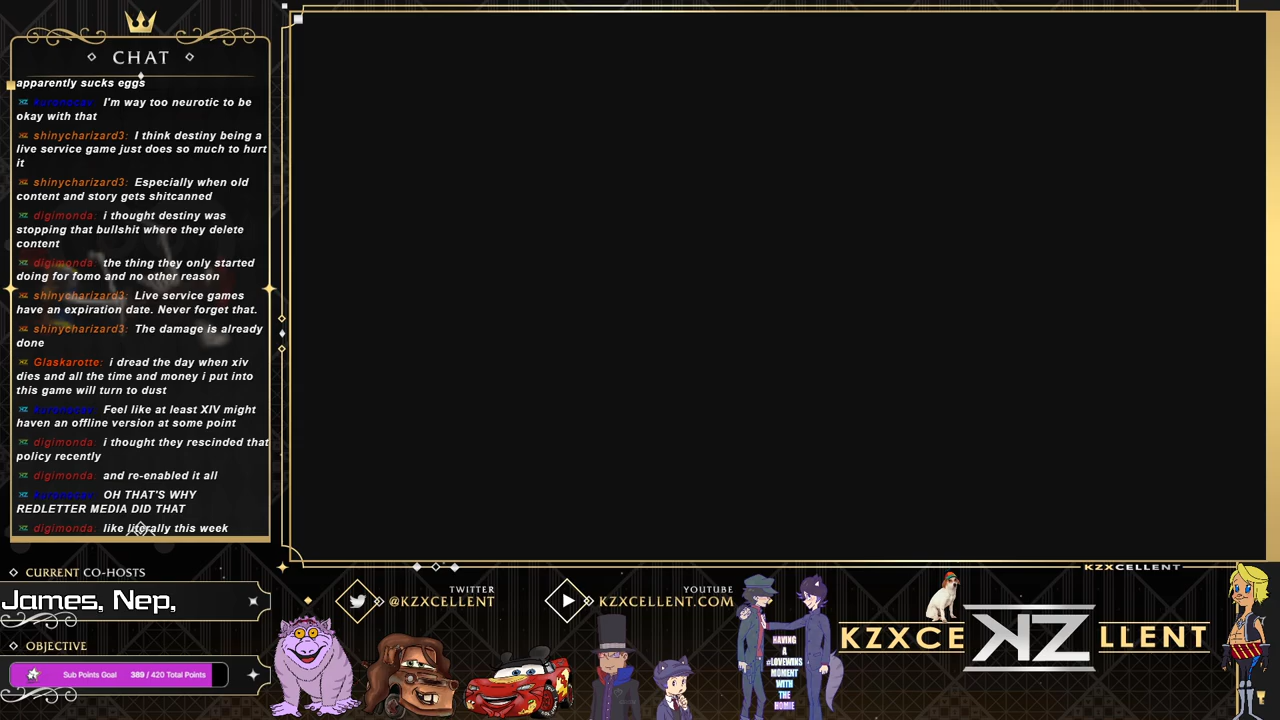 CHAT
apparently sucks eggs
I'm way too neurotic to be
okay with that
shinycharizard3: I think destiny being a
live service game just does so much to hurt
it
shinycharizard3: Especially when old
content and story gets shitcanned
digimonda: i thought destiny was
stopping that bullshit where they delete
content
digimonda: the thing they only started
doing for fomo and no other reason
shinycharizard3: Live service games
have an expiration date. Never forget that.
shinycharizard3: The damage is already
done
Glaskarotte: i dread the day when xiv
dies and all the time and money i put into
this game will turn to dust
Feel like at least XIV might
haven an offline version at some point
digimonda: i thought they rescinded that
policy recently
digimonda: and re-enabled it all
OH THAT'S WHY
REDLETTER MEDIA DID THAT
digimonda: like literally this week
CURRENT CO-HOSTS
James, Nep,
OBJECTIVE
Sub Points Goal 389 / 420 Total Points
TWITTER
@KZXCELLENT
YOUTUBE
KZXCELLENT.COM
HAVING
A
#LOVEWINS
MOMENT
WITH
THE
HOMIE
KZXCELLENT
KZXCE KZ LLENT